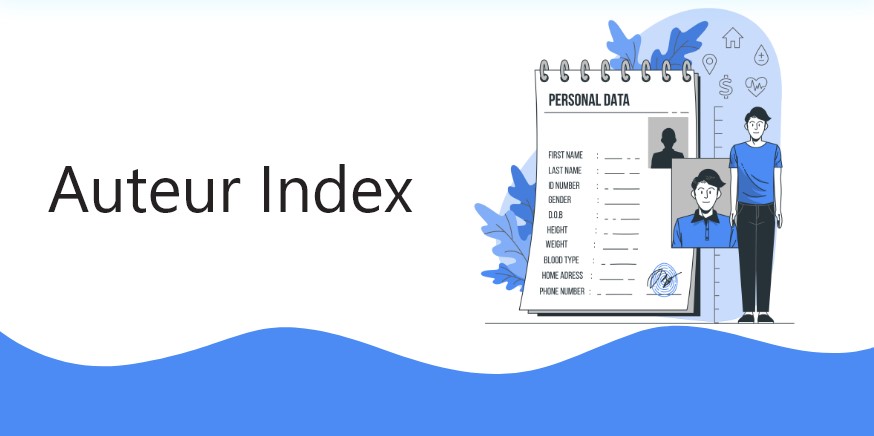 Auteur Index
PERSONAL DATA
FIRST NAME :
LAST NAME :
ID NUMBER :
GENDER :
D.O.B :
HEIGHT :
WEIGHT :
BLOOD TYPE :
HOME ADRESS :
PHONE NUMBER :